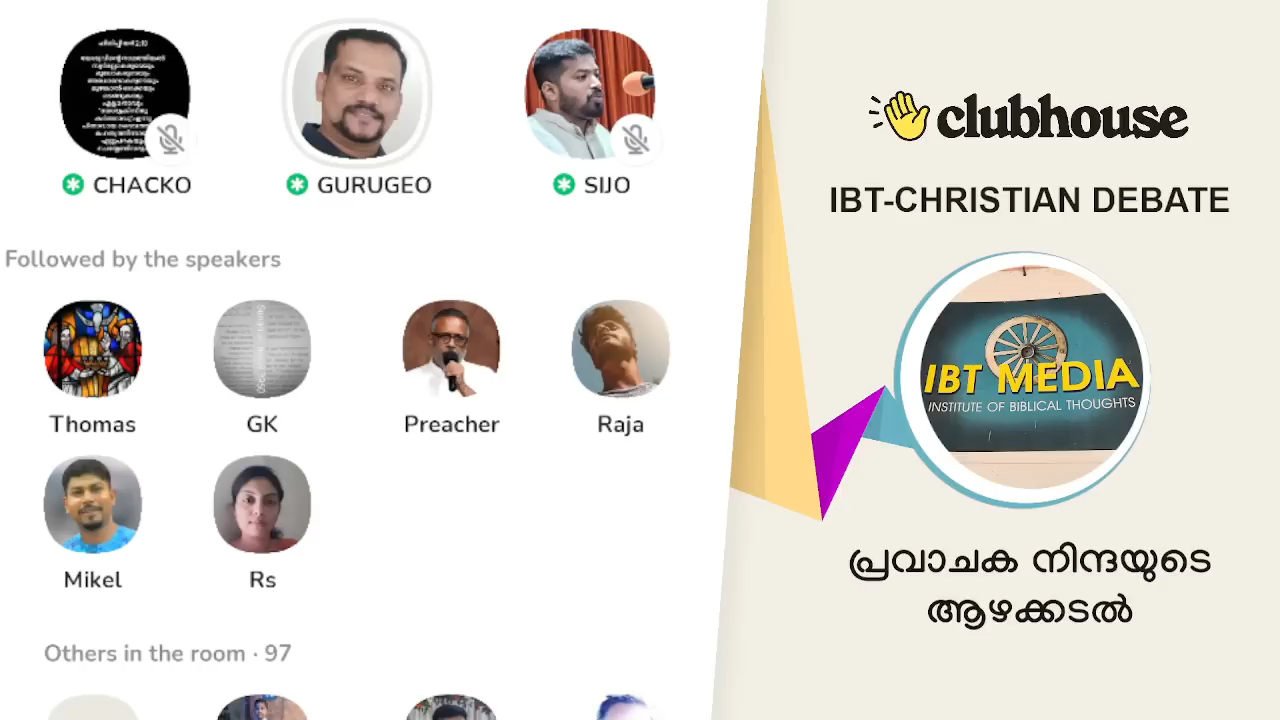 CHACKO
GURUGEO
SIJO
Followed by the speakers
Thomas
GK
Preacher
Raja
Mikel
Rs
Others in the room · 97
clubhouse
IBT-CHRISTIAN DEBATE
IBT MEDIA
INSTITUTE OF BIBLICAL THOUGHTS
പ്രവാചക നിന്ദയുടെ
ആഴക്കടൽ